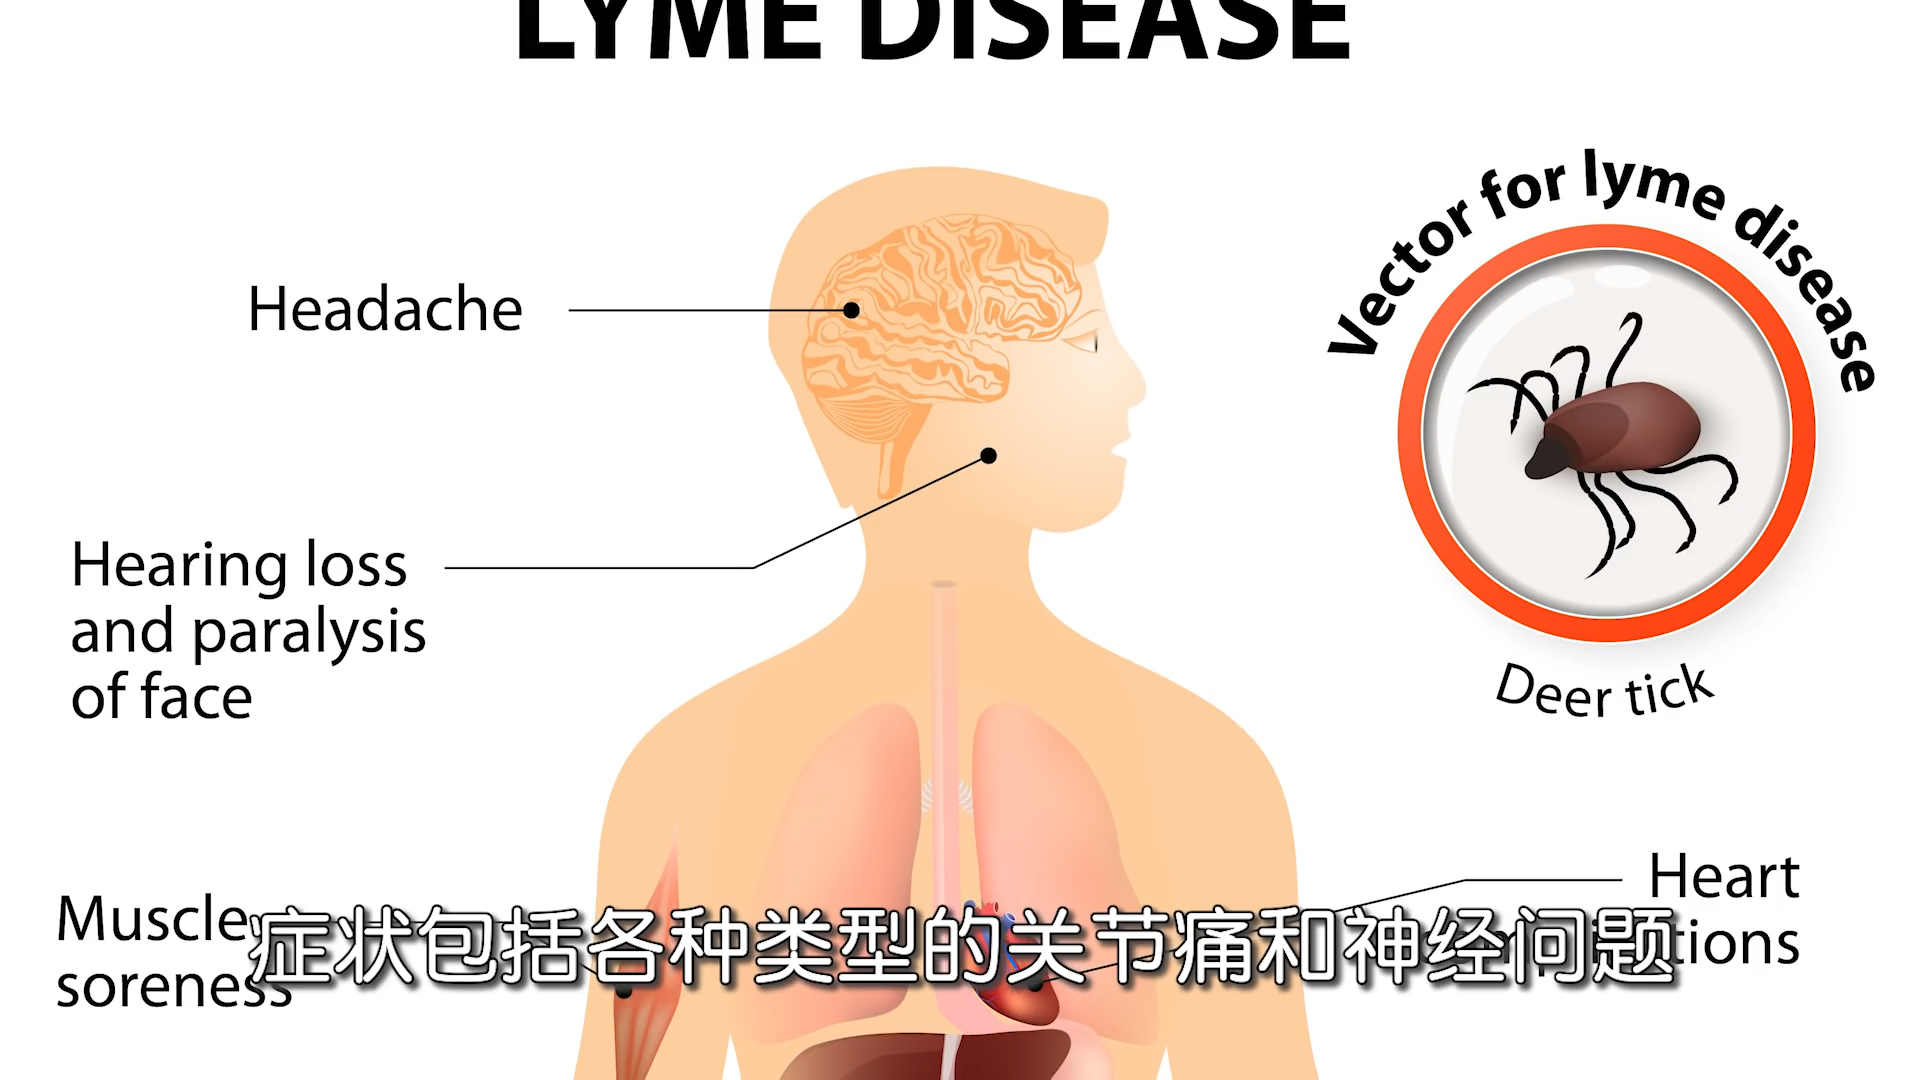 LYME DISEASE
Vector for lyme disease
Headache
Hearing loss
and paralysis
of face
Deer tick
Heart
Muscle
soreness
症状包括各种类型的关节痛和神经问题